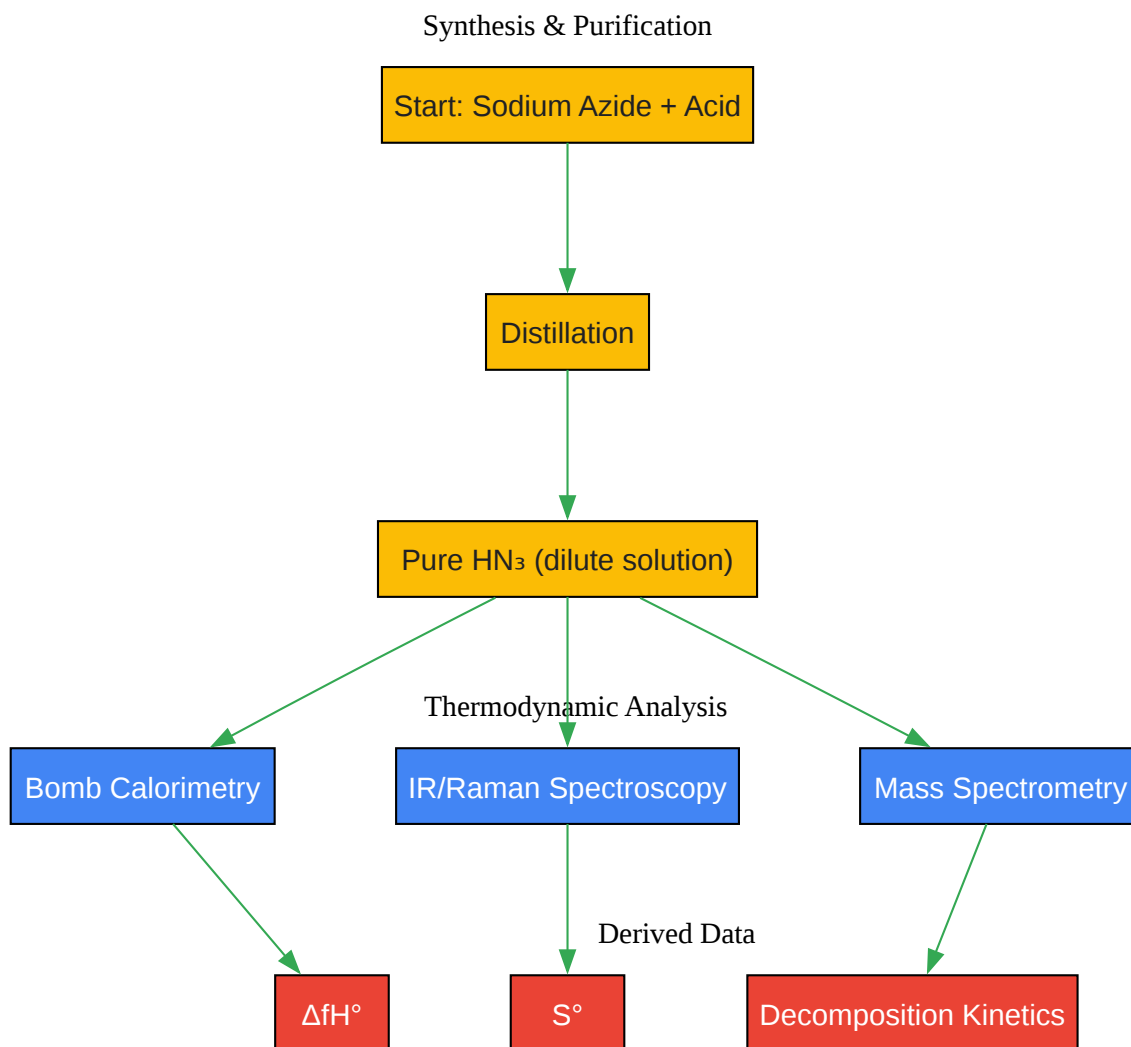 Synthesis & Purification
Start: Sodium Azide + Acid
Distillation
Pure HN₃ (dilute solution)
Thermodynamic Analysis
Bomb Calorimetry
IR/Raman Spectroscopy
Mass Spectrometry
Derived Data
ΔfH°
S°
Decomposition Kinetics